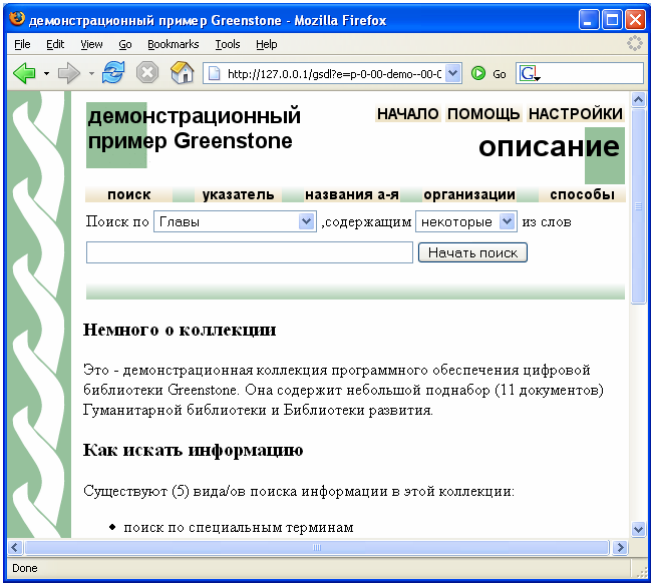 демонстрационный пример Greenstone - Mozilla Firefox
File Edit View Go Bookmarks Tools Help
http://127.0.0.1/gsdl?e=p-0-00-demo--00-0 Go G
демонстрационный
пример Greenstone
НАЧАЛО ПОМОЩЬ НАСТРОЙКИ
описание
поиск указатель названия а-я организации способы
Поиск по Главы ,содержащим некоторые из слов
Начать поиск
Немного о коллекции
Это - демонстрационная коллекция программного обеспечения цифровой
библиотеки Greenstone. Она содержит небольшой поднабор (11 документов)
Гуманитарной библиотеки и Библиотеки развития.
Как искать информацию
Существуют (5) вида/ов поиска информации в этой коллекции:
• поиск по специальным терминам
Done